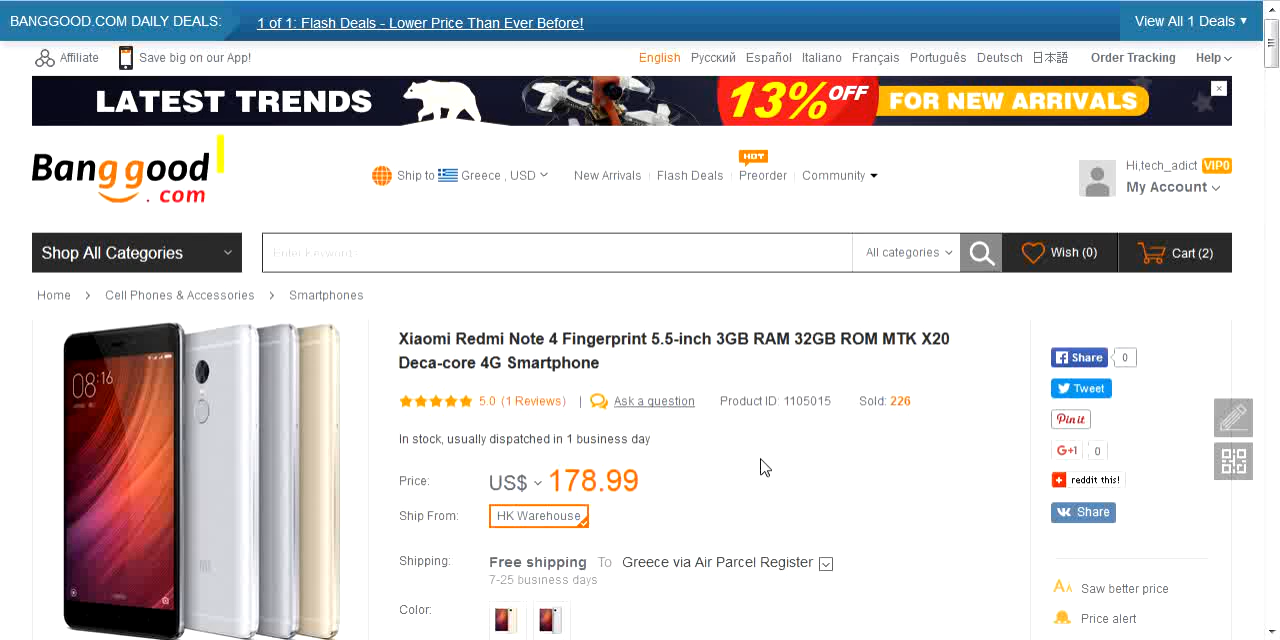 BANGGOOD.COM DAILY DEALS: 1 of 1: Flash Deals - Lower Price Than Ever Before! View All 1 Deals ▼
Affiliate Save big on our App! English Русский Español Italiano Français Português Deutsch 日本語 Order Tracking Help
LATEST TRENDS 13% OFF FOR NEW ARRIVALS
HOT
Banggood.com
Ship to Greece , USD New Arrivals Flash Deals Preorder Community
Hi,tech_adict VIP0
My Account
Shop All Categories Enter Keywords All categories Wish (0) Cart (2)
Home > Cell Phones & Accessories > Smartphones
Xiaomi Redmi Note 4 Fingerprint 5.5-inch 3GB RAM 32GB ROM MTK X20
Deca-core 4G Smartphone
08:16
MI
5.0 (1 Reviews) | Ask a question Product ID: 1105015 Sold: 226
In stock, usually dispatched in 1 business day
Price: US$ 178.99
Ship From: HK Warehouse
Shipping: Free shipping To Greece via Air Parcel Register
7-25 business days
Color:
Share 0
Tweet
Pin it
G+1 0
reddit this!
Share
Saw better price
Price alert